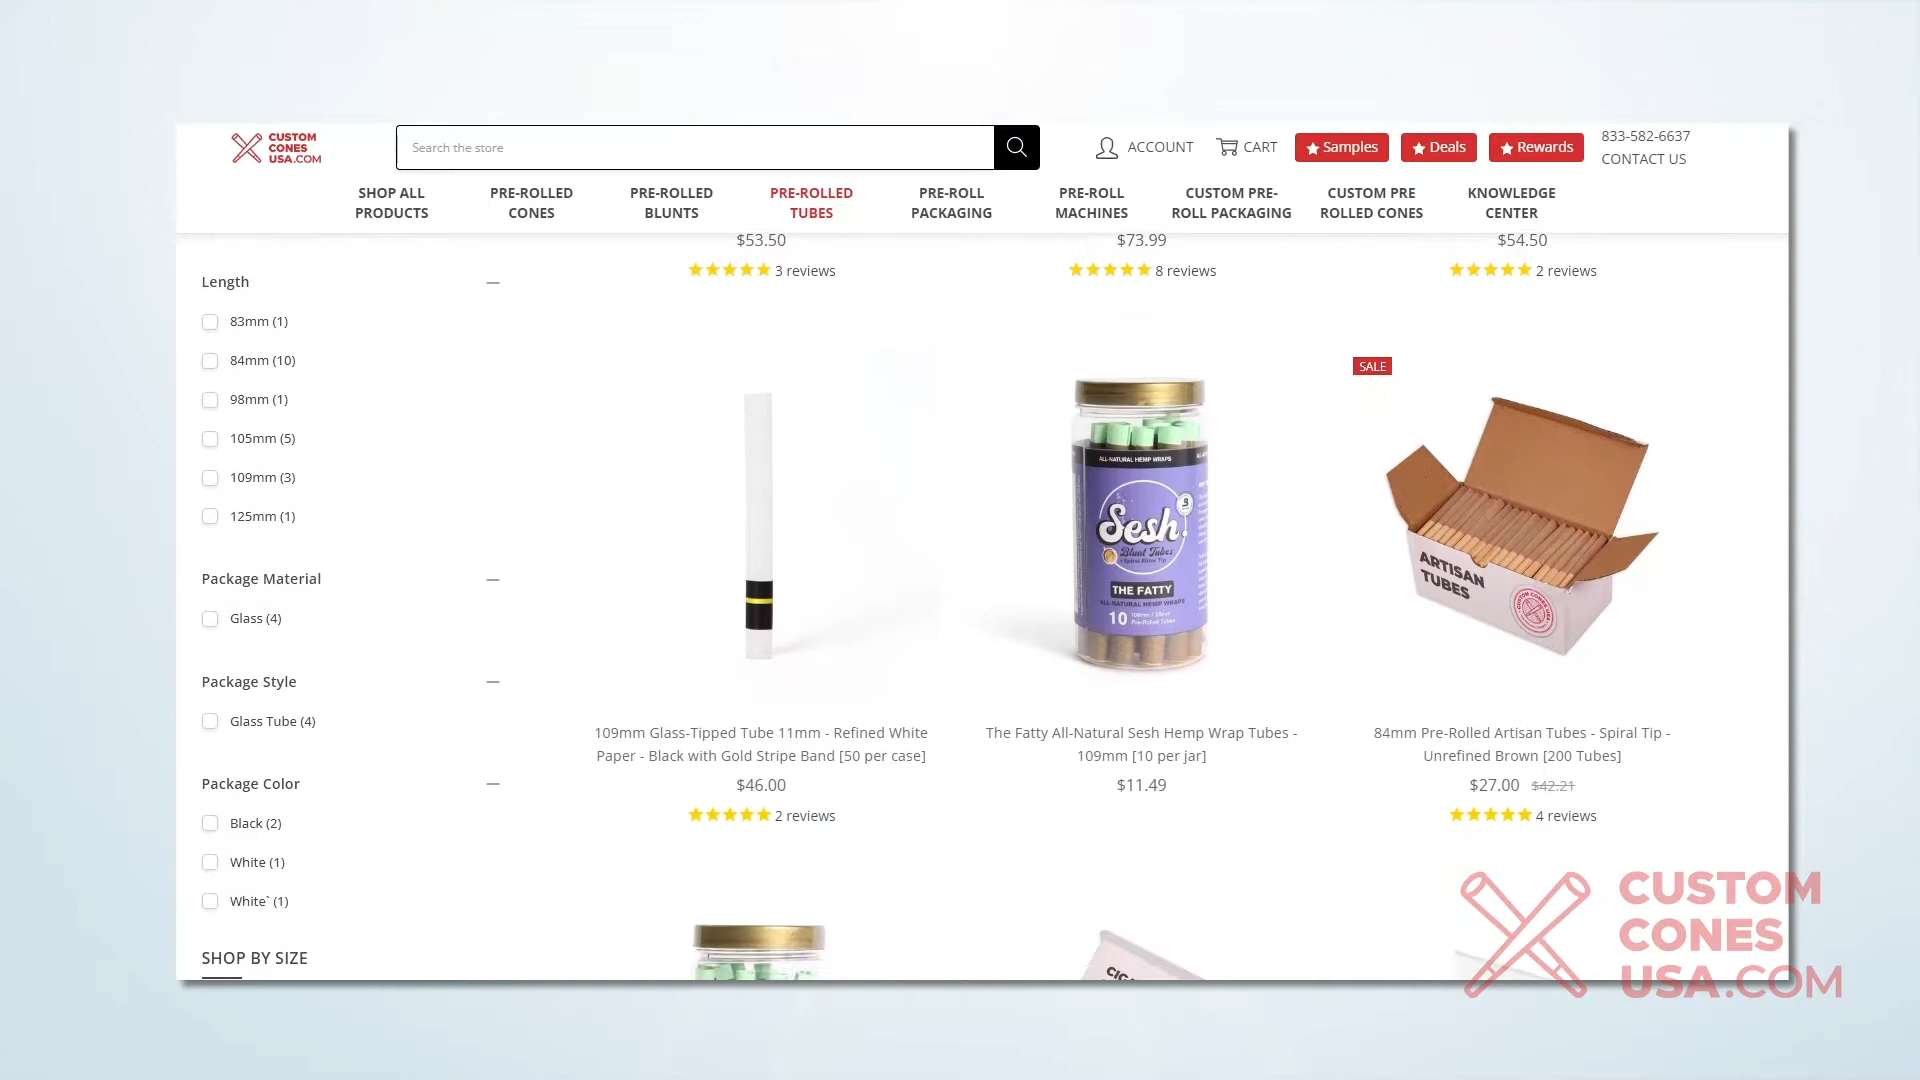 CUSTOM
CONES
USA.COM
Search the store
ACCOUNT
CART
Samples
Deals
Rewards
833-582-6637
CONTACT US
SHOP ALL
PRODUCTS
PRE-ROLLED
CONES
PRE-ROLLED
BLUNTS
PRE-ROLLED
TUBES
PRE-ROLL
PACKAGING
PRE-ROLL
MACHINES
CUSTOM PRE-
ROLL PACKAGING
CUSTOM PRE
ROLLED CONES
KNOWLEDGE
CENTER
Length
83mm (1)
84mm (10)
98mm (1)
105mm (5)
109mm (3)
125mm (1)
Package Material
Glass (4)
Package Style
Glass Tube (4)
Package Color
Black (2)
White (1)
White` (1)
SHOP BY SIZE
$53.50
3 reviews
$73.99
8 reviews
$54.50
2 reviews
109mm Glass-Tipped Tube 11mm - Refined White
Paper - Black with Gold Stripe Band [50 per case]
$46.00
2 reviews
ALL-NATURAL HEMP WRAPS
Sesh.
Blunt Tubes
+ Spiral Filter Tip
THE FATTY
ALL-NATURAL HEMP WRAPS
10
Pre-Rolled Tubes
The Fatty All-Natural Sesh Hemp Wrap Tubes -
109mm [10 per jar]
$11.49
SALE
ARTISAN
TUBES
84mm Pre-Rolled Artisan Tubes - Spiral Tip -
Unrefined Brown [200 Tubes]
$27.00 $42.21
4 reviews
CUSTOM
CONES
USA.COM